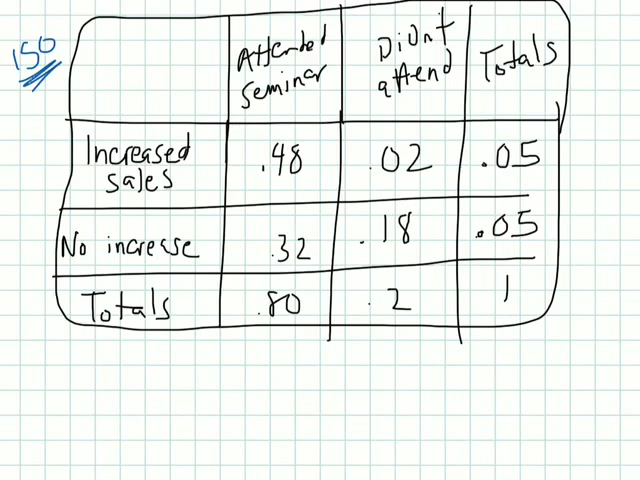 150
Attended seminar
Didnt attend
Totals
Increased sales .48 .02 .05
No increase .32 .18 .05
Totals .80 .2 1